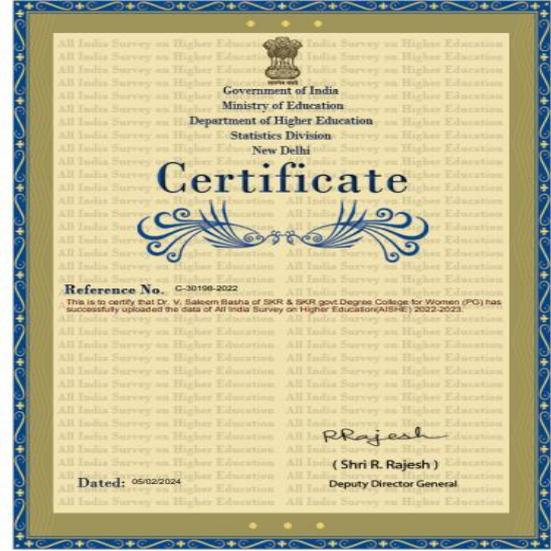 Government of India
Ministry of Education
Department of Higher Education
Statistics Division
New Delhi
Certificate
Reference No. C-30198-2022
This is to certify that Dr. V. Saleem Basha of SKR & SKR govt.Degree College for Women (PG) has
successfully uploaded the data of All India Survey on Higher Education(AISHE) 2022-2023.
RRajesh
( Shri R. Rajesh )
Dated: 05/02/2024
Deputy Director General